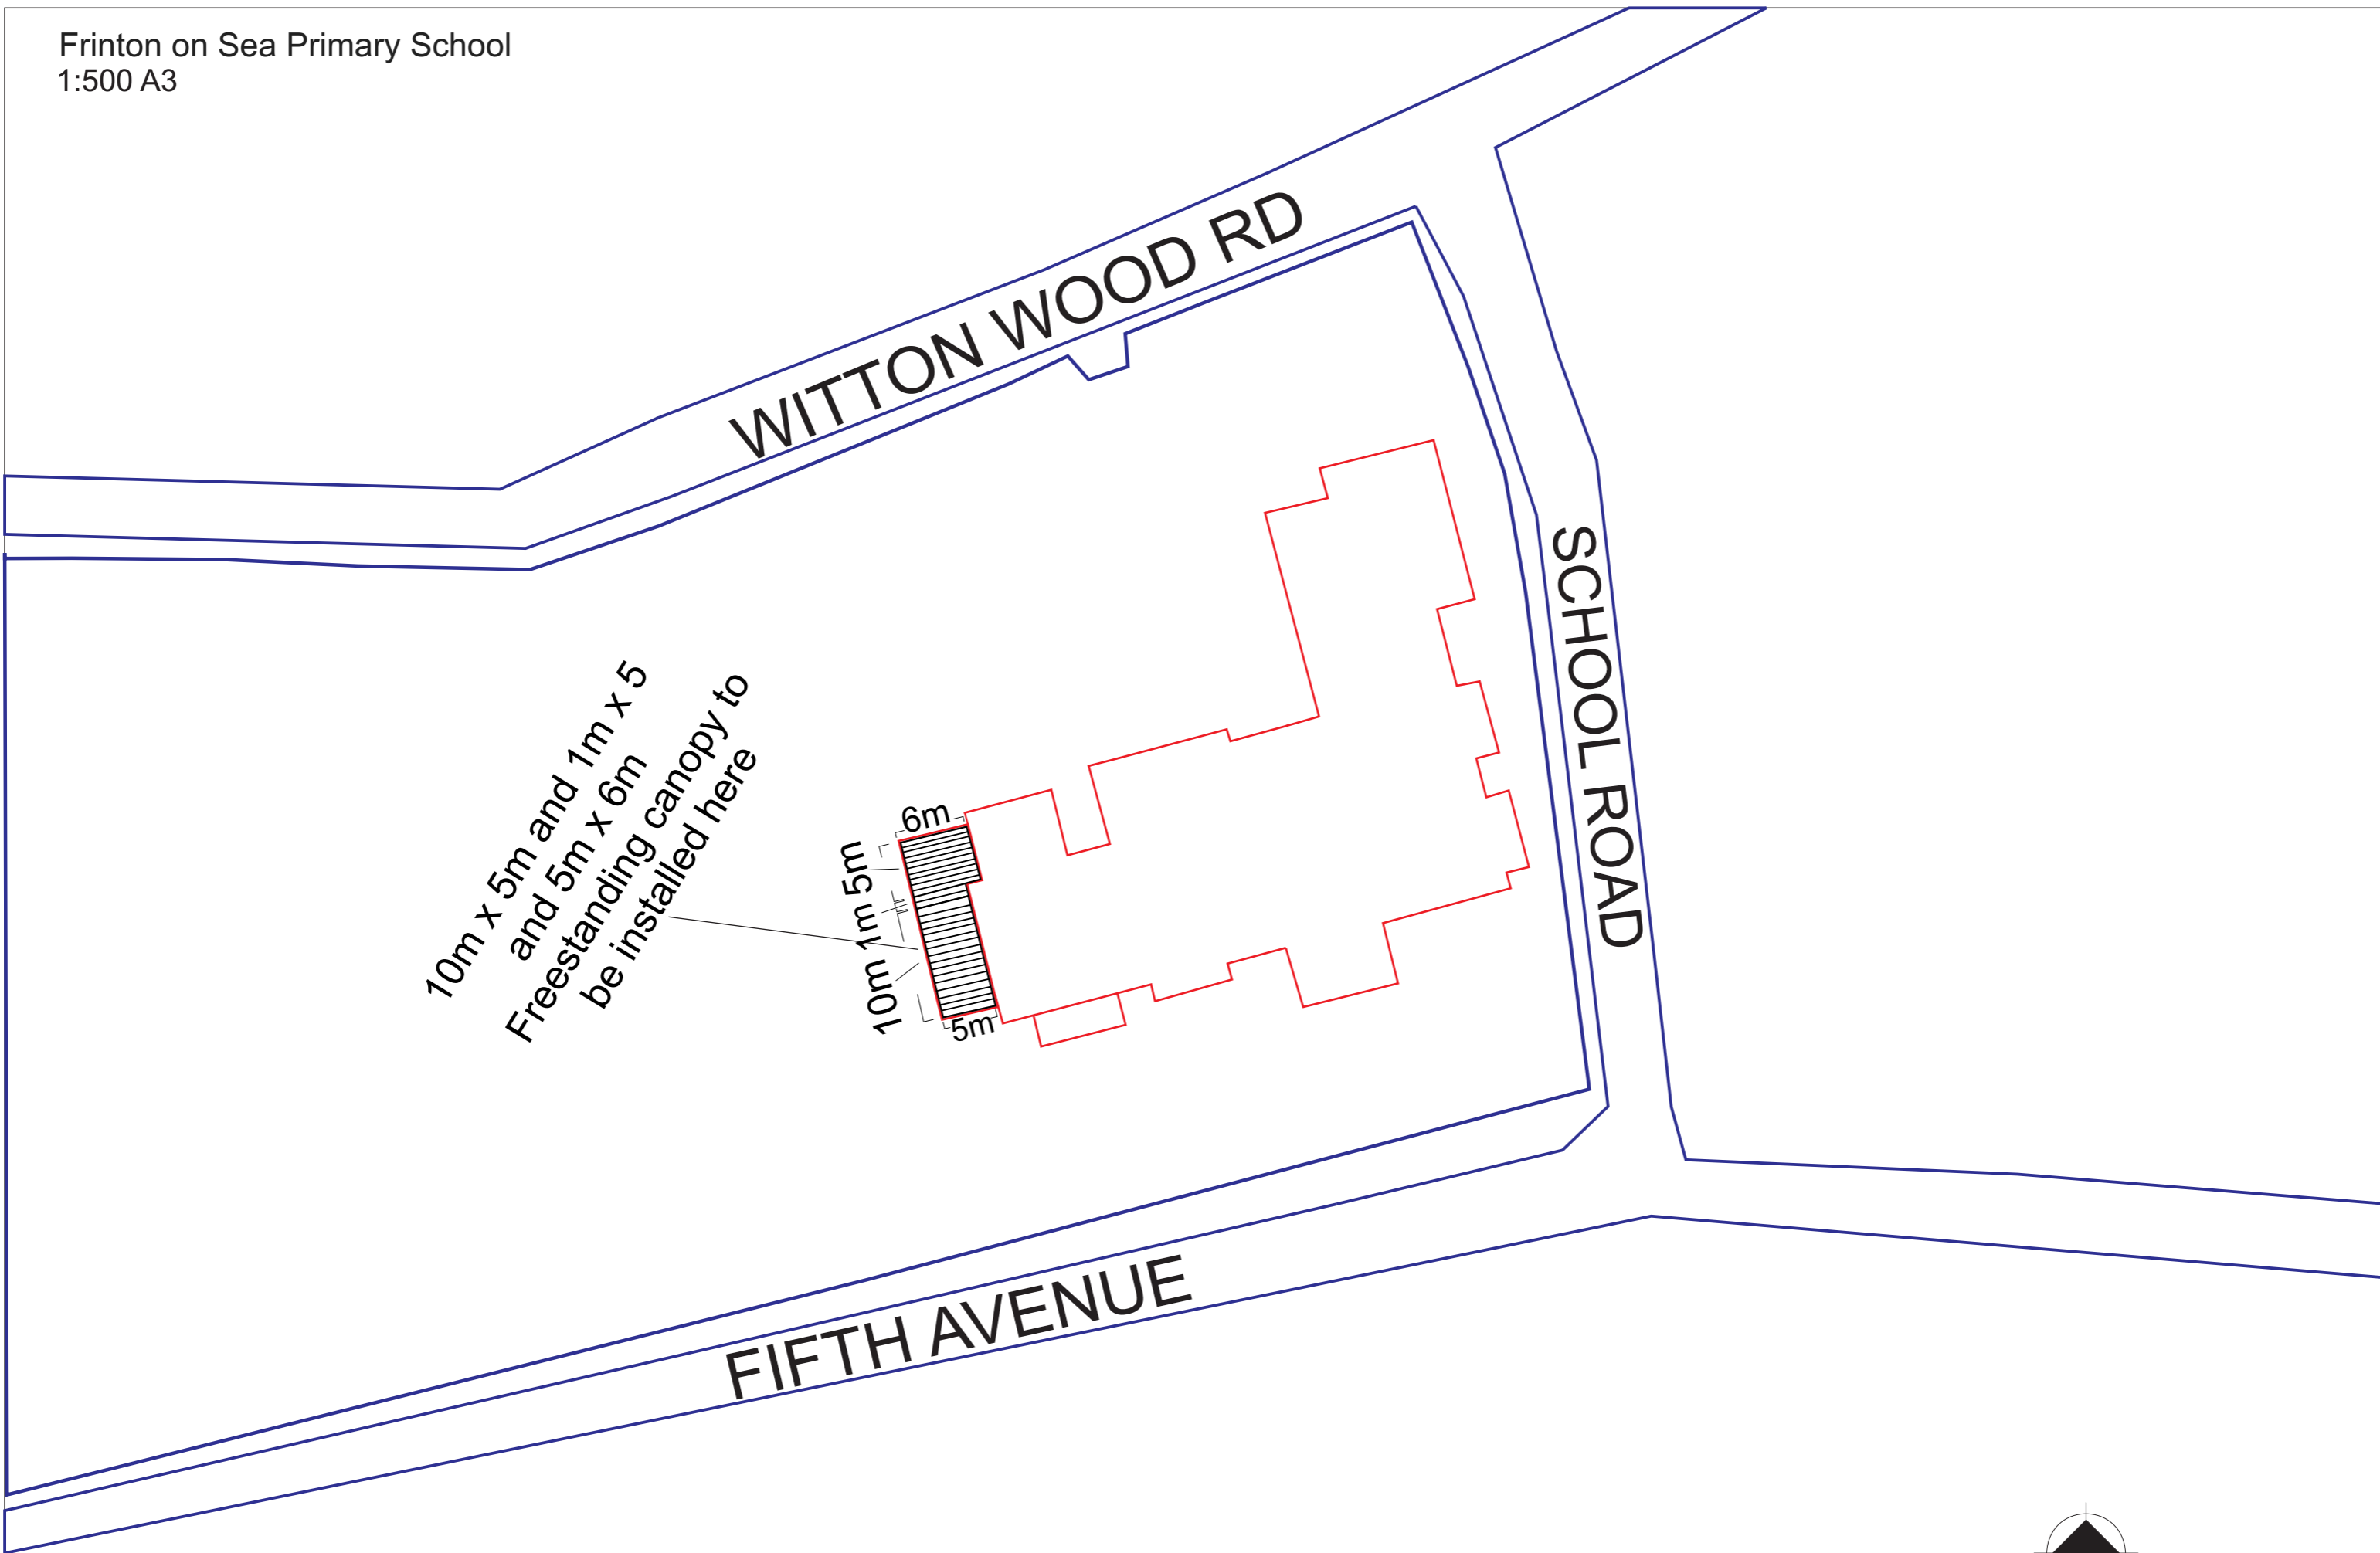 Frinton on Sea Primary School
1:500 A3
WITTON WOOD RD
SCHOOL ROAD
10m x 5m and 1m x 5
and 5m x 6m
Freestanding canopy to
be installed here
6m
5m
1m
10m
5m
FIFTH AVENUE